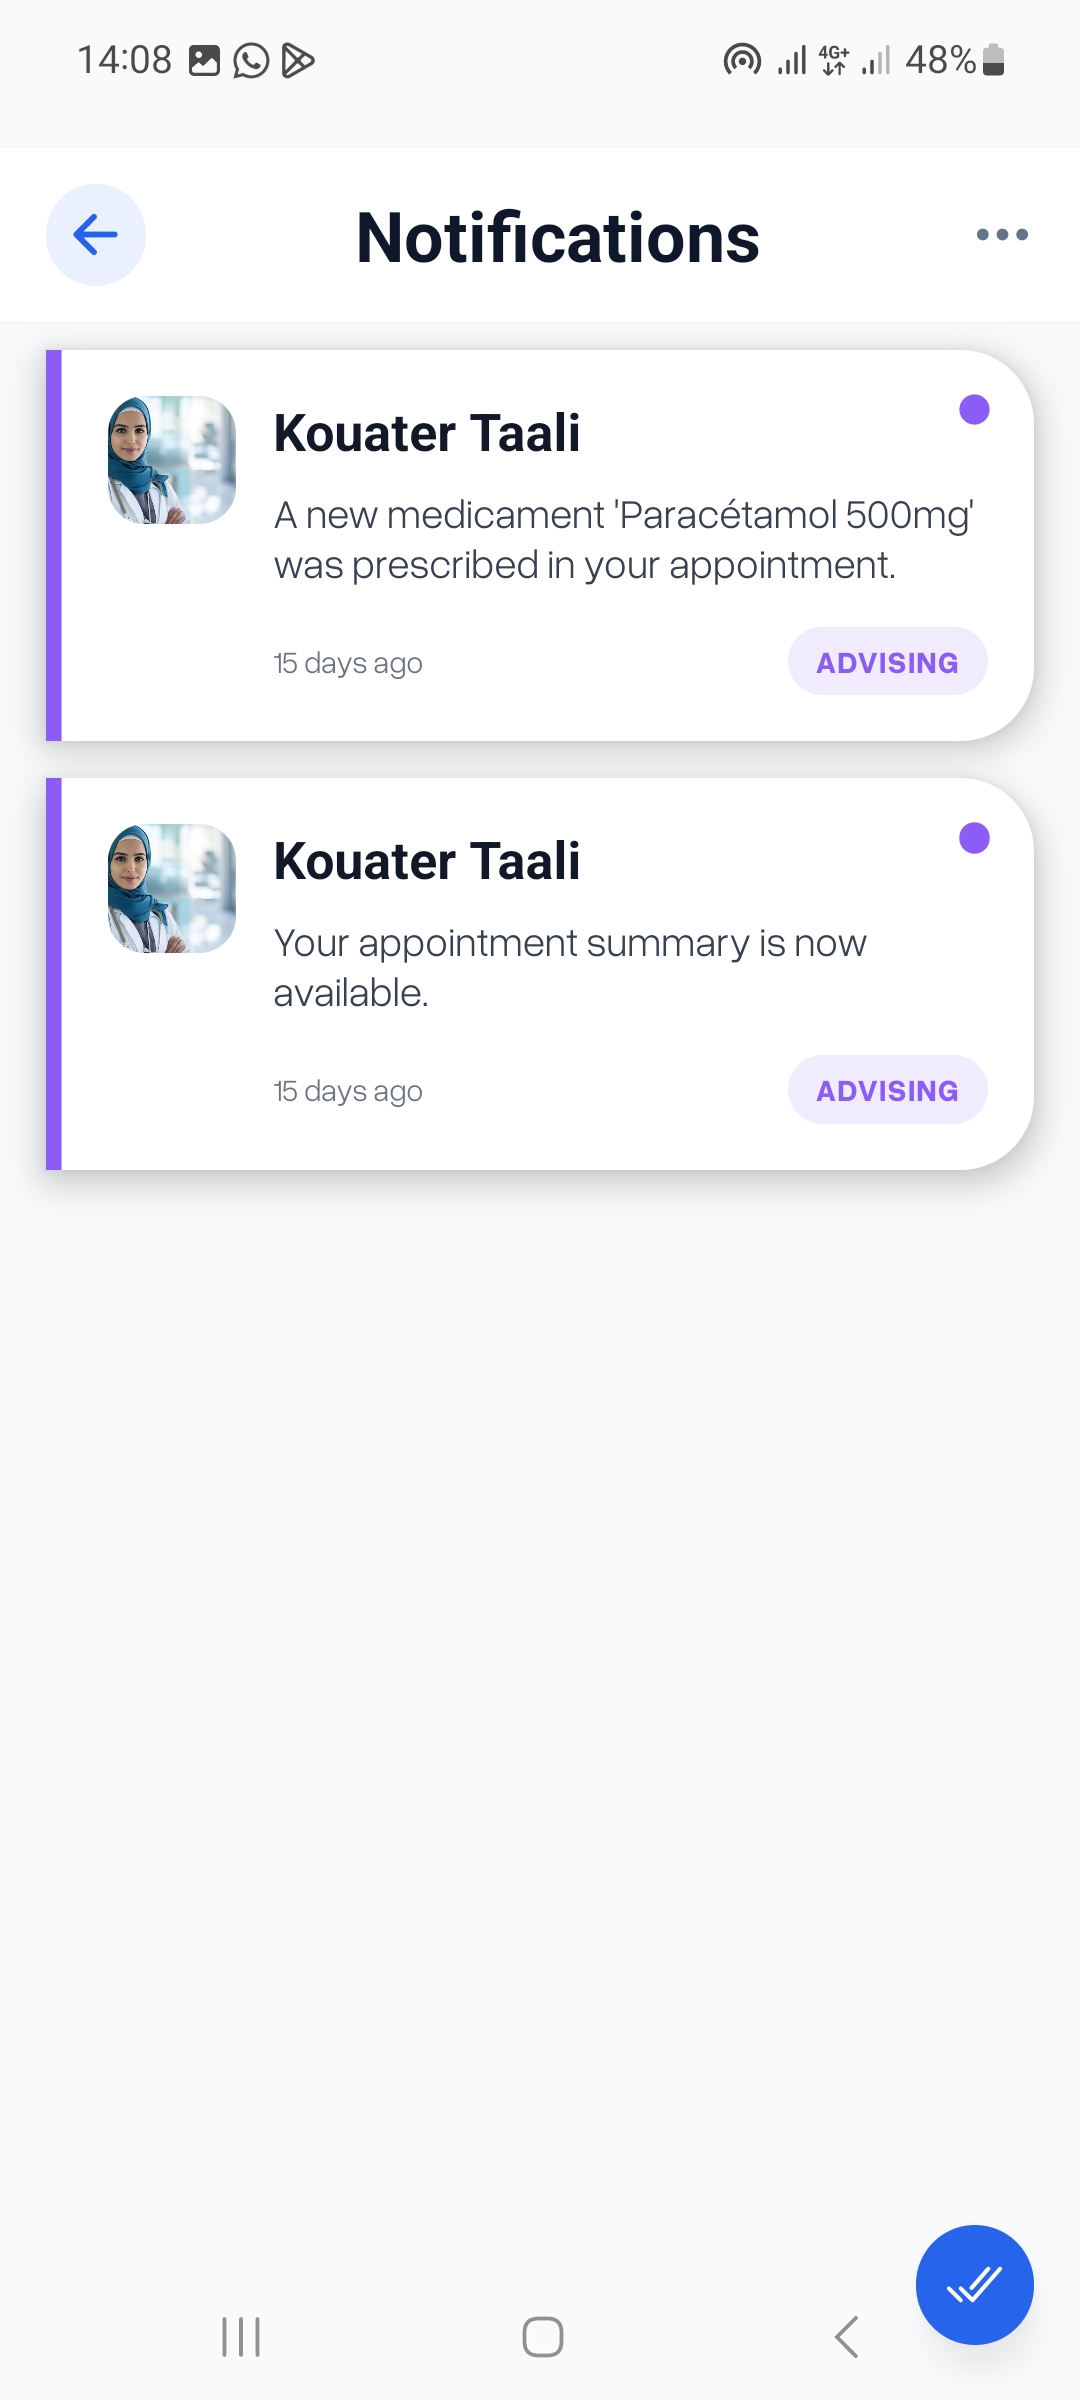 14:08
4G+
48%
Notifications
Kouater Taali
A new medicament 'Paracétamol 500mg'
was prescribed in your appointment.
15 days ago
ADVISING
Kouater Taali
Your appointment summary is now
available.
15 days ago
ADVISING